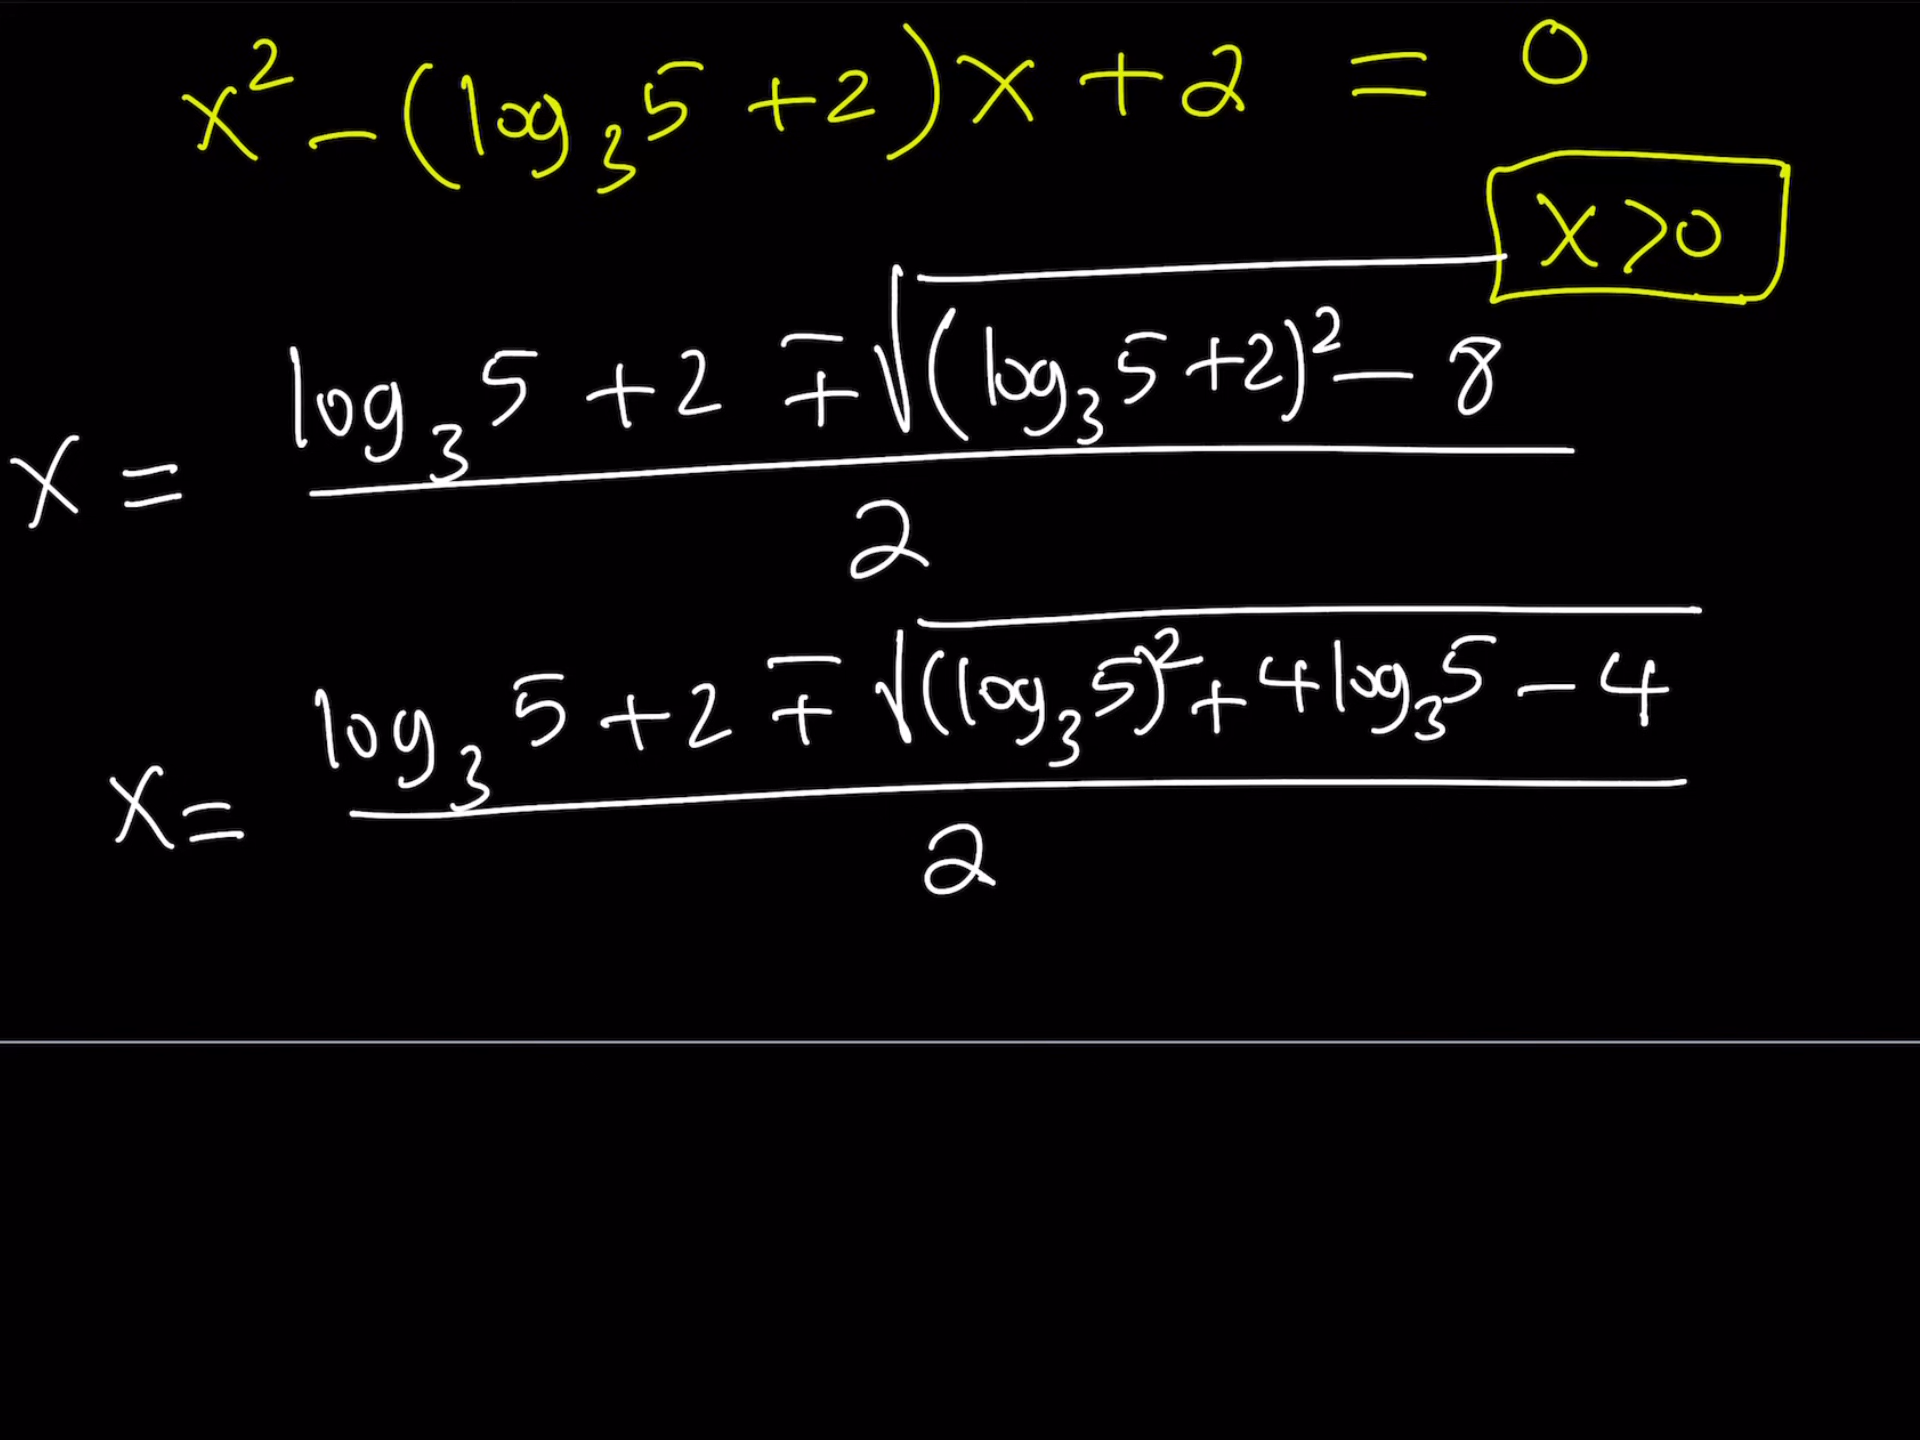 x² - (log₃5 + 2)x + 2 = 0
x > 0
x = (log₃5 + 2 ∓ √((log₃5 + 2)² - 8)) / 2
x = (log₃5 + 2 ∓ √((log₃5)² + 4log₃5 - 4)) / 2